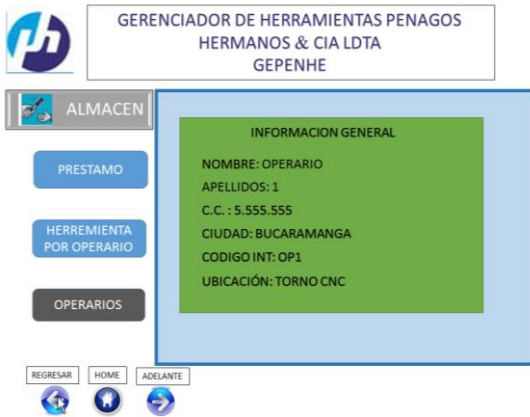 GERENCIADOR DE HERRAMIENTAS PENAGOS
HERMANOS & CIA LDTA
GEPENHE
ALMACEN
PRESTAMO
HERREMIENTA
POR OPERARIO
OPERARIOS
INFORMACION GENERAL
NOMBRE: OPERARIO
APELLIDOS: 1
C.C. : 5.555.555
CIUDAD: BUCARAMANGA
CODIGO INT: OP1
UBICACIÓN: TORNO CNC
REGRESAR HOME ADELANTE